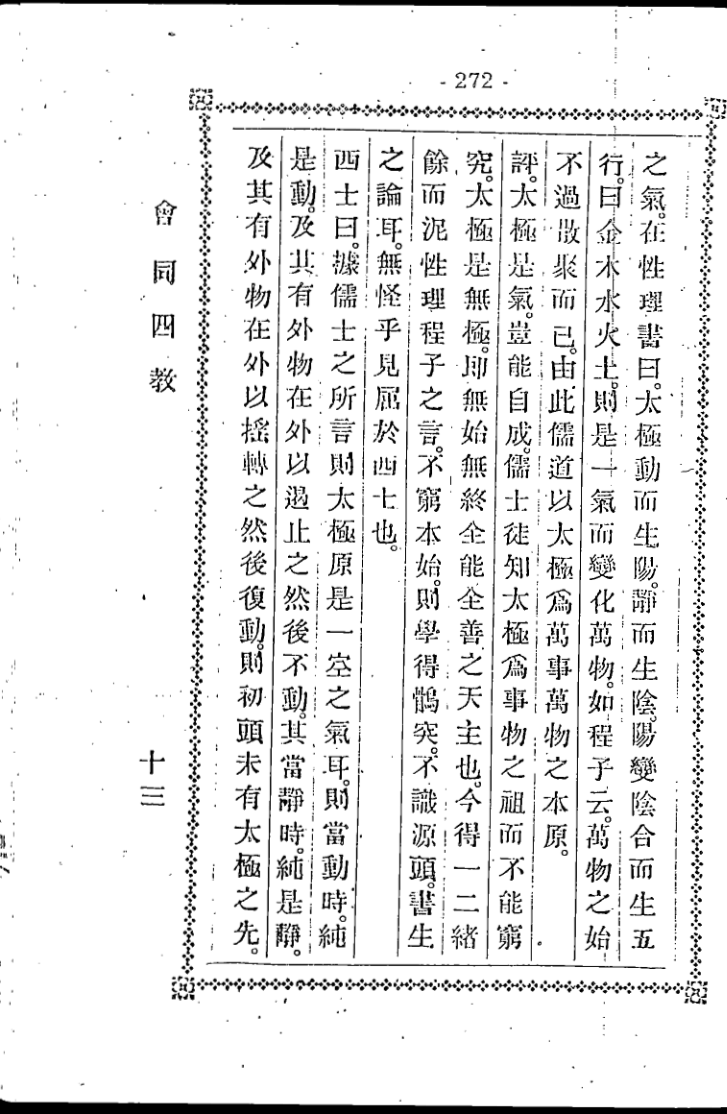 - 272 -
之氣。在性理書曰。太極動而生陽。靜而生陰。陽變陰合而生五
行。曰金木水火土。則是一氣而變化萬物。如程子云。萬物之始
不過散聚而已。由此儒道以太極爲萬事萬物之本原。
評。太極是氣。豈能自成。儒士徒知太極爲事物之祖而不能窮
究。太極是無極。即無始無終全能全善之天主也。今得一二緒
餘而泥性理程子之言。不窮本始。則學得鶻突。不識源頭。書生
之論耳。無怪乎見屈於西士也。
西士曰。據儒士之所言則太極原是一空之氣耳。則當動時。純
是動。及其有外物在外以遏止之然後不動。其當靜時。純是靜。
及其有外物在外以搖轉之然後復動。則初頭未有太極之先。
會同四教
十三